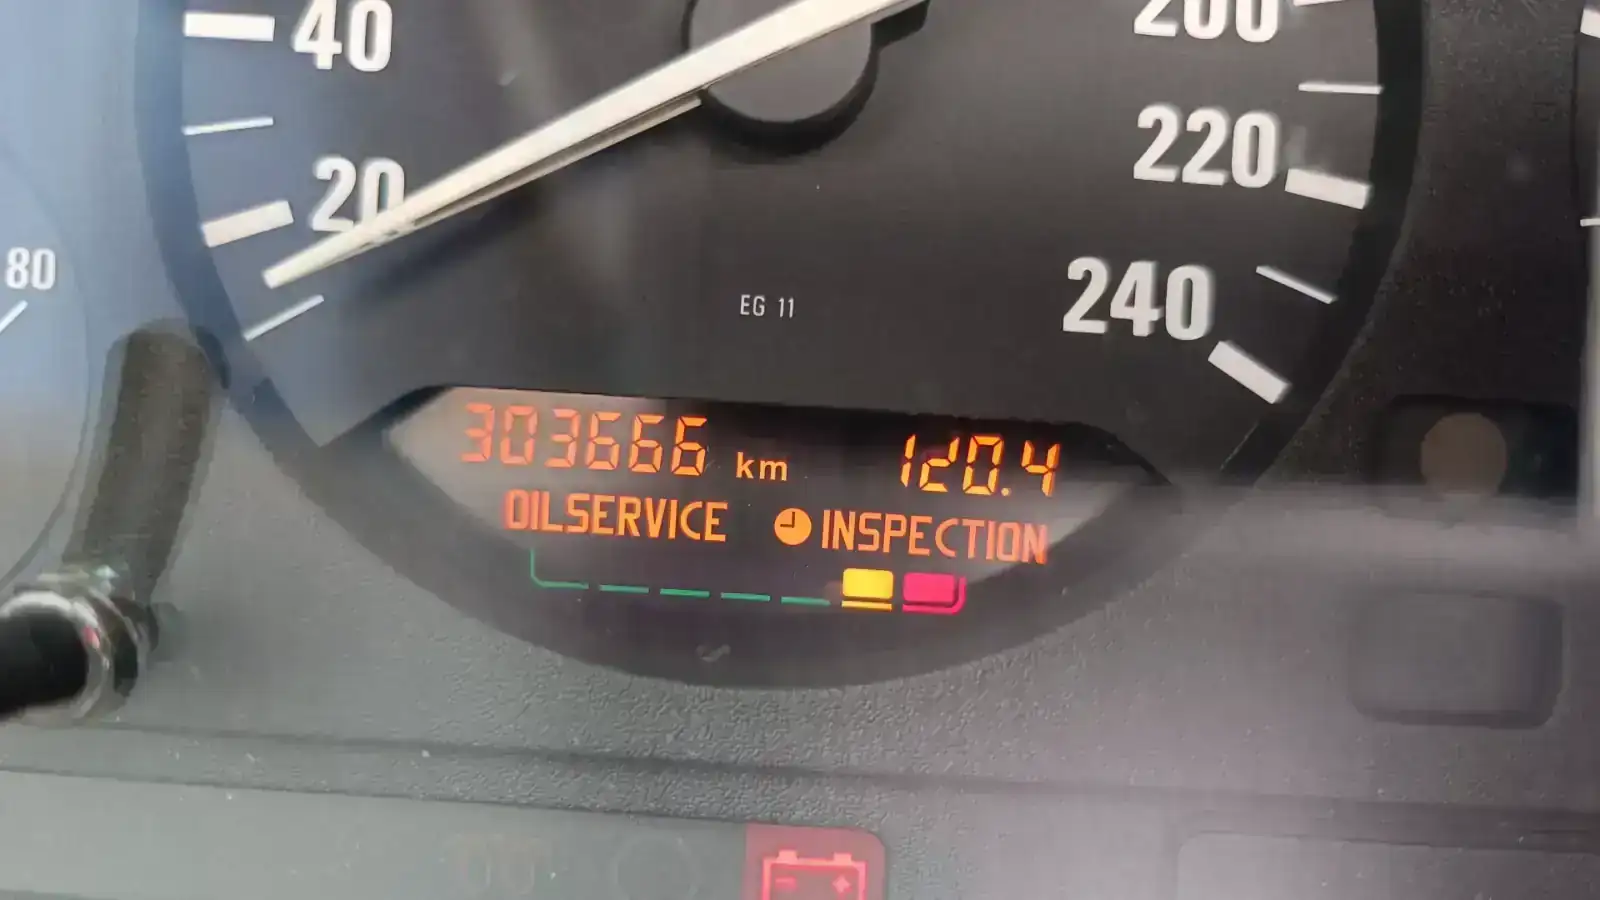 40
200
20
220
80
240
EG 11
303666 km 120.4
OILSERVICE INSPECTION
- +